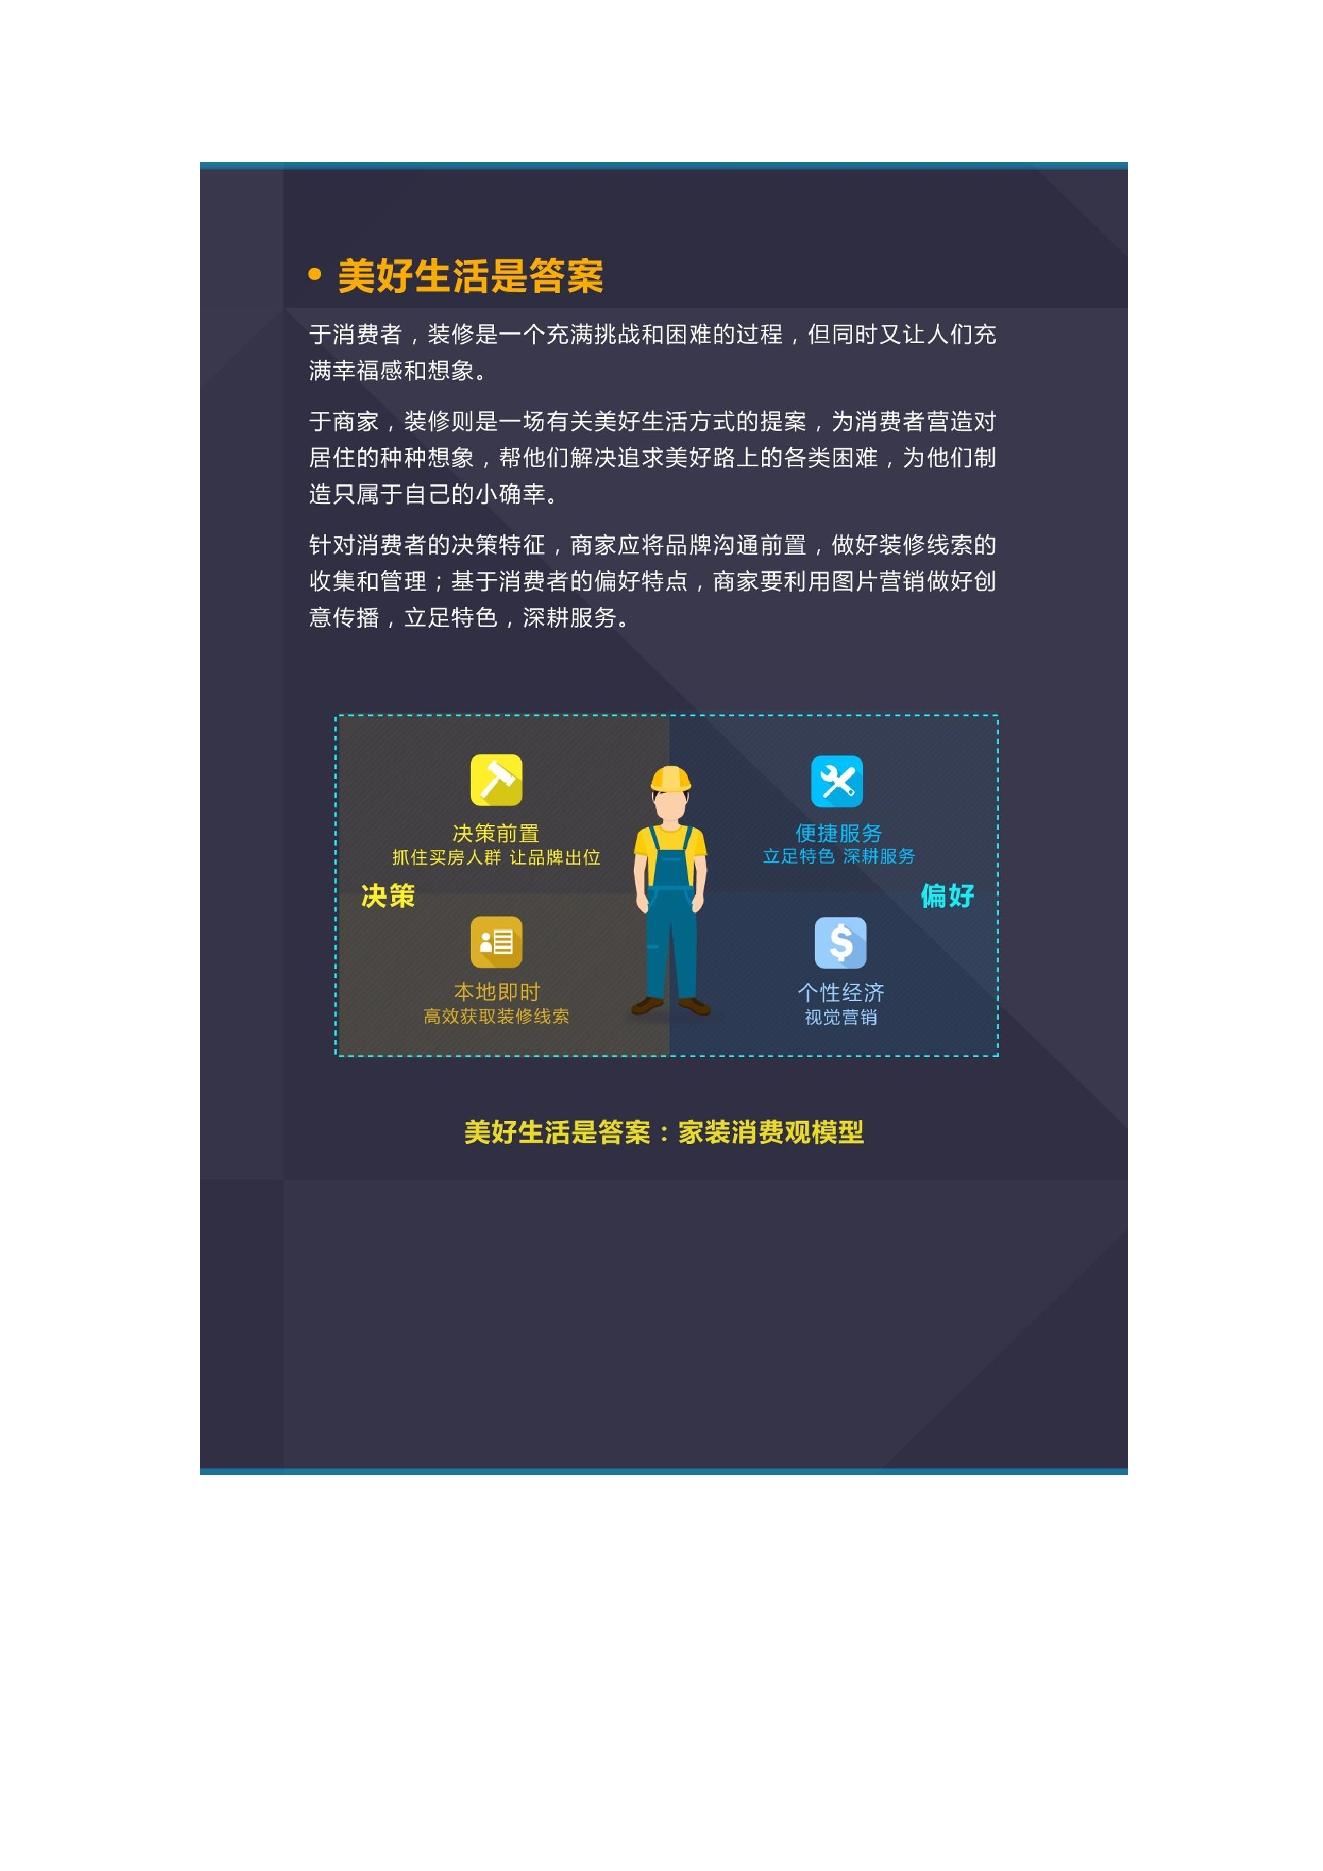 • 美好生活是答案
于消费者，装修是一个充满挑战和困难的过程，但同时又让人们充
满幸福感和想象。
于商家，装修则是一场有关美好生活方式的提案，为消费者营造对
居住的种种想象，帮他们解决追求美好路上的各类困难，为他们制
造只属于自己的小确幸。
针对消费者的决策特征，商家应将品牌沟通前置，做好装修线索的
收集和管理；基于消费者的偏好特点，商家要利用图片营销做好创
意传播，立足特色，深耕服务。
决策前置
抓住买房人群 让品牌出位
便捷服务
立足特色 深耕服务
决策
偏好
本地即时
高效获取装修线索
个性经济
视觉营销
美好生活是答案：家装消费观模型